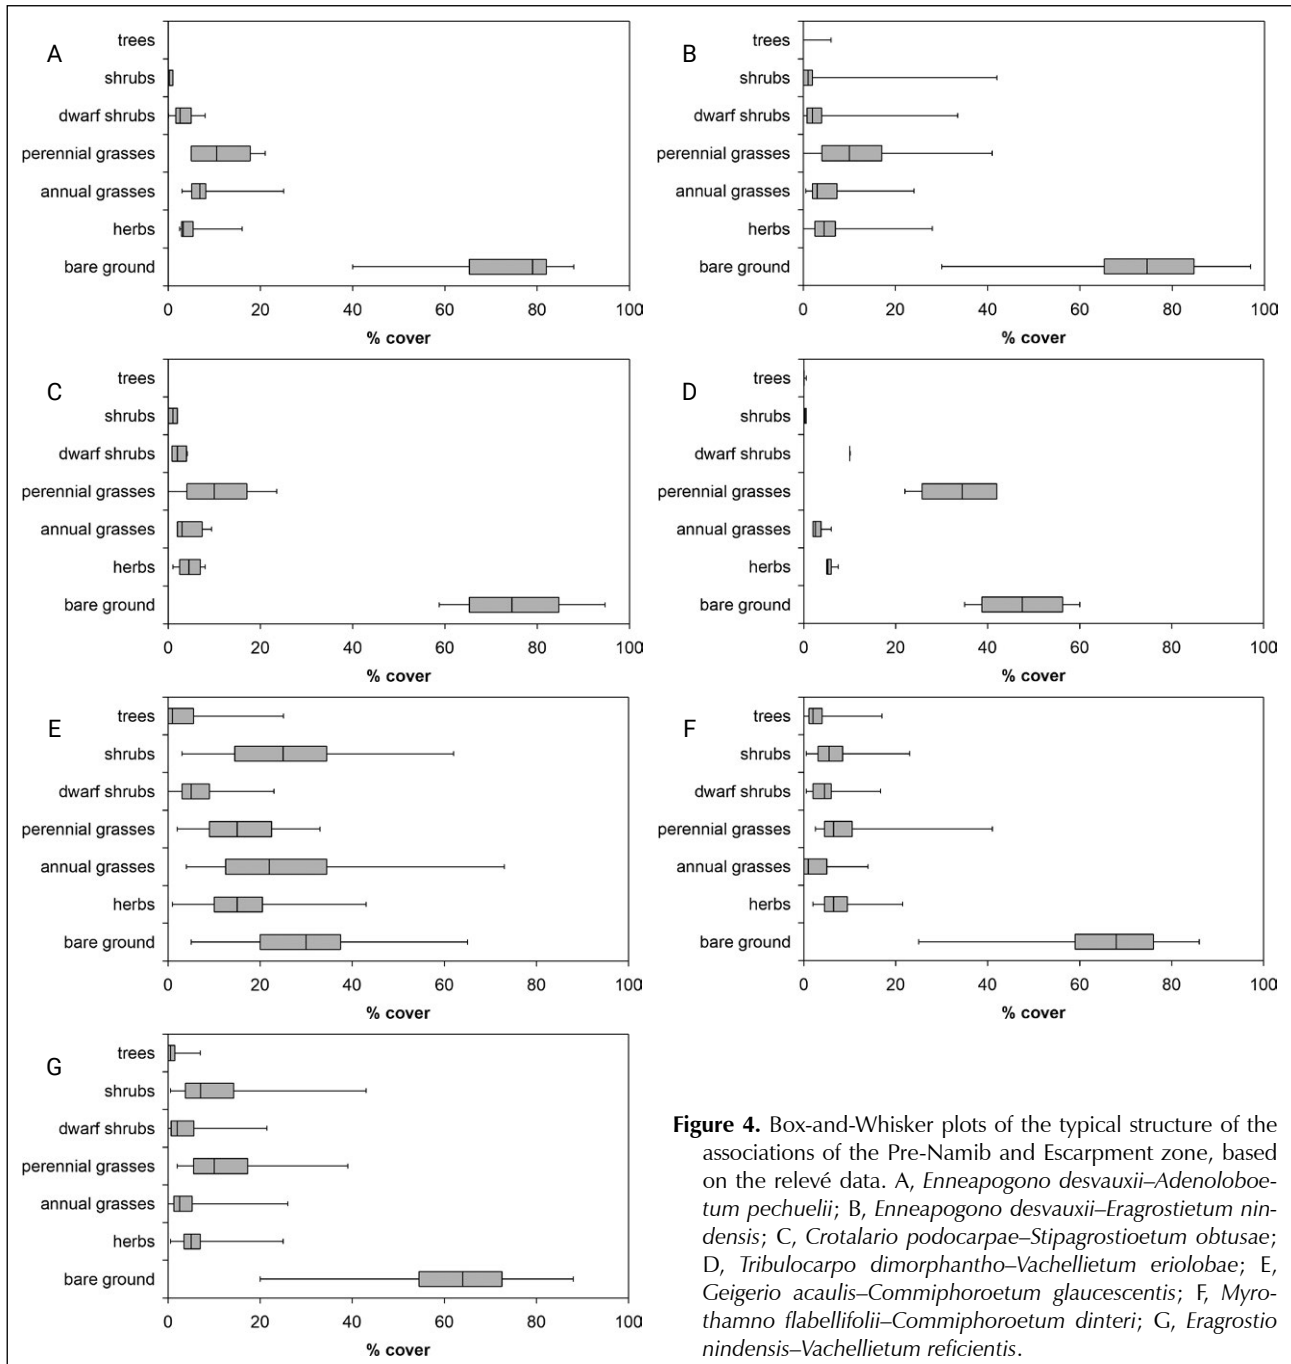 A
trees
shrubs
dwarf shrubs
perennial grasses
annual grasses
herbs
bare ground
0 20 40 60 80 100
% cover
B
trees
shrubs
dwarf shrubs
perennial grasses
annual grasses
herbs
bare ground
0 20 40 60 80 100
% cover
C
trees
shrubs
dwarf shrubs
perennial grasses
annual grasses
herbs
bare ground
0 20 40 60 80 100
% cover
D
trees
shrubs
dwarf shrubs
perennial grasses
annual grasses
herbs
bare ground
0 20 40 60 80 100
% cover
E
trees
shrubs
dwarf shrubs
perennial grasses
annual grasses
herbs
bare ground
0 20 40 60 80 100
% cover
F
trees
shrubs
dwarf shrubs
perennial grasses
annual grasses
herbs
bare ground
0 20 40 60 80 100
% cover
G
trees
shrubs
dwarf shrubs
perennial grasses
annual grasses
herbs
bare ground
0 20 40 60 80 100
% cover
Figure 4. Box-and-Whisker plots of the typical structure of the
associations of the Pre-Namib and Escarpment zone, based
on the relevé data. A, Enneapogono desvauxii–Adenoloboe-
tum pechuelii; B, Enneapogono desvauxii–Eragrostietum nin-
densis; C, Crotalario podocarpae–Stipagrostioetum obtusae;
D, Tribulocarpo dimorphantho–Vachellietum eriolobae; E,
Geigerio acaulis–Commiphoroetum glaucescentis; F, Myro-
thamno flabellifolii–Commiphoroetum dinteri; G, Eragrostio
nindensis–Vachellietum reficientis.